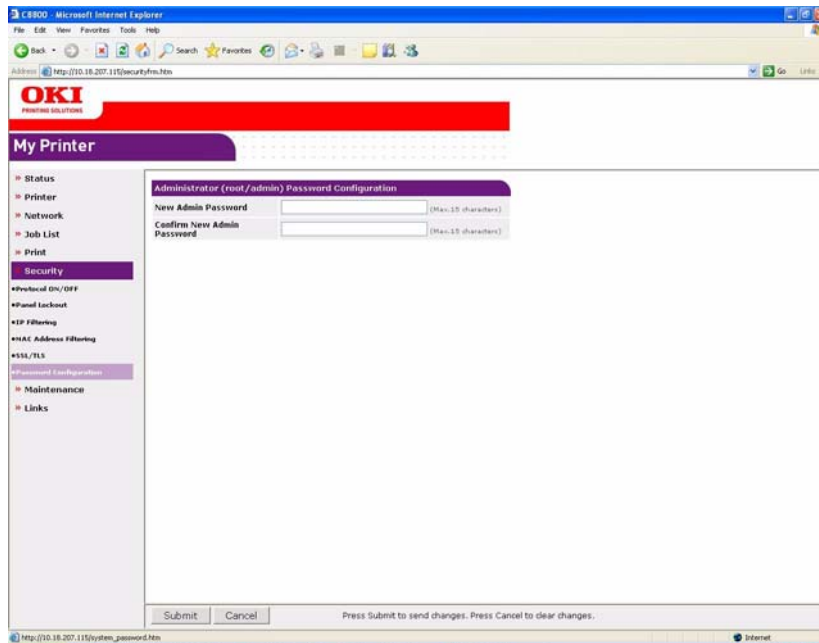 C8800 - Microsoft Internet Explorer
File Edit View Favorites Tools Help
Back Search Favorites
Address http://10.18.207.115/securityfrm.htm Go Links
OKI
PRINTING SOLUTIONS
My Printer
Status
Printer
Network
Job List
Print
Security
Protocol ON/OFF
Panel Lockout
IP Filtering
MAC Address Filtering
SSL/TLS
Password Configuration
Maintenance
Links
Administrator (root/admin) Password Configuration
New Admin Password (Max.15 characters)
Confirm New Admin Password (Max.15 characters)
Submit Cancel Press Submit to send changes. Press Cancel to clear changes.
http://10.18.207.115/system_password.htm Internet